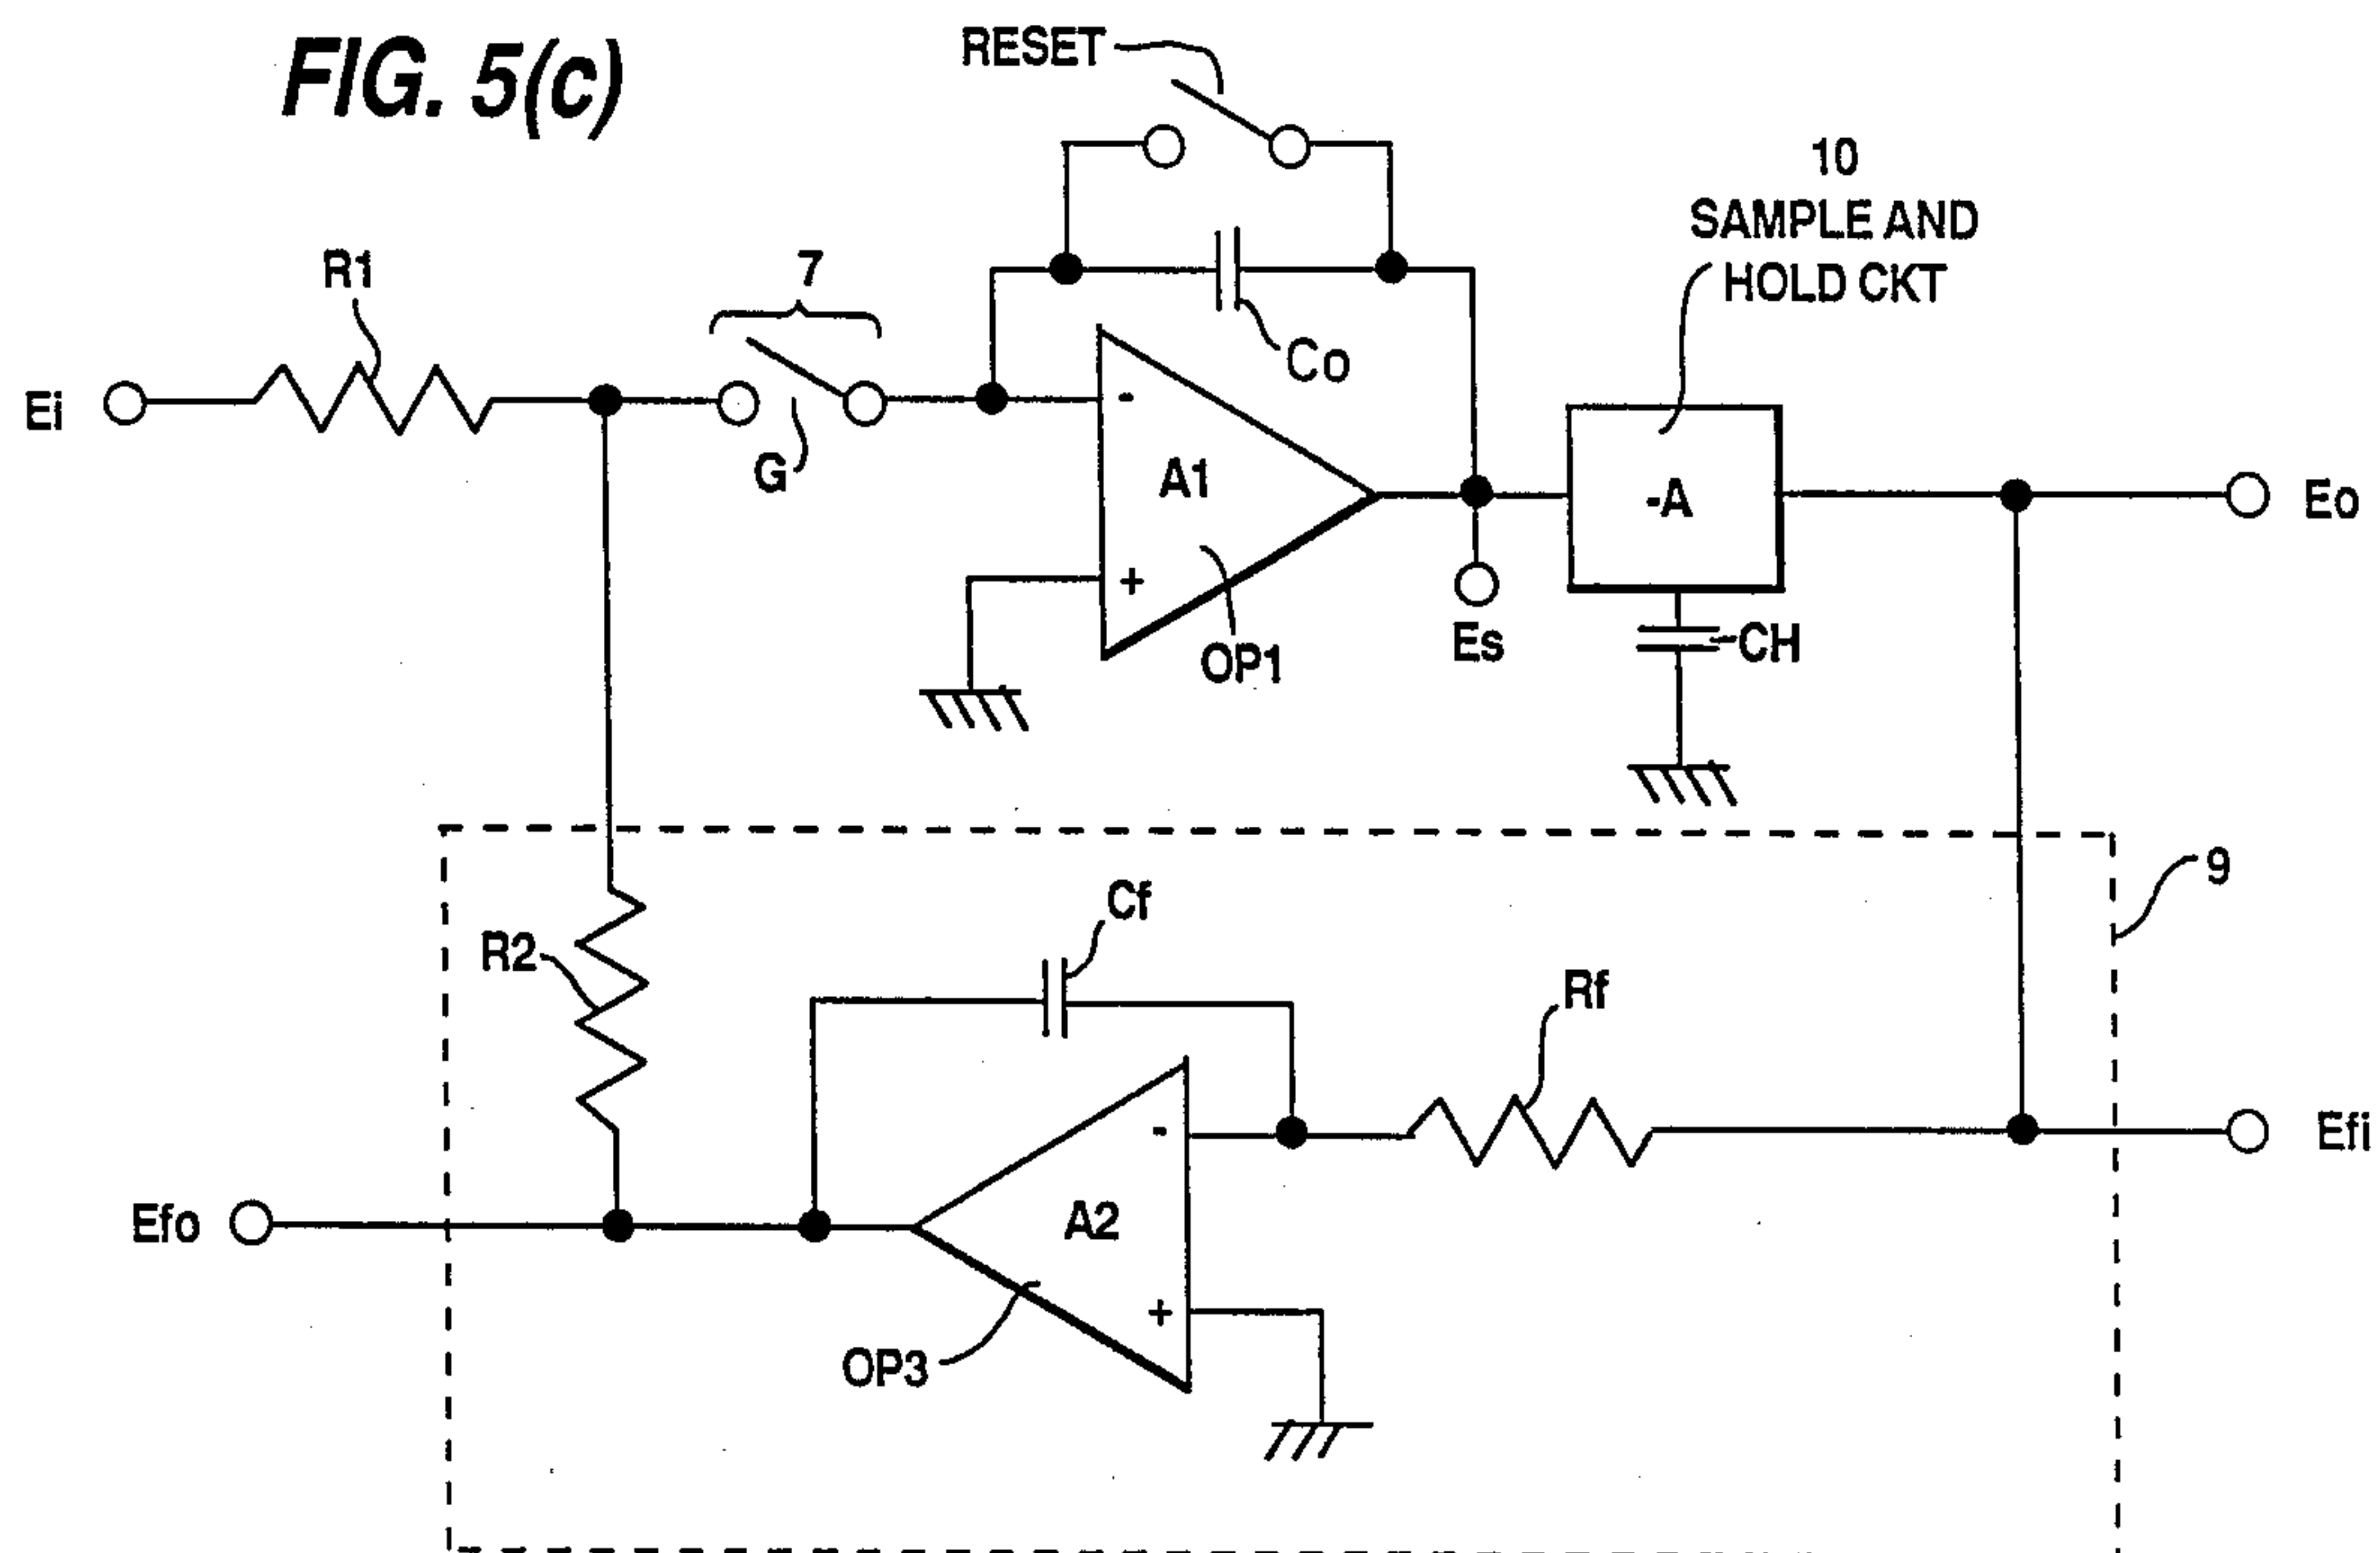 FIG. 5(c)
RESET
10
SAMPLE AND
HOLD CKT
R1
7
Co
Ei
G
-
A1
+
OP1
Es
-A
CH
Eo
9
Cf
R2
Rf
-
A2
+
Efi
Efo
OP3